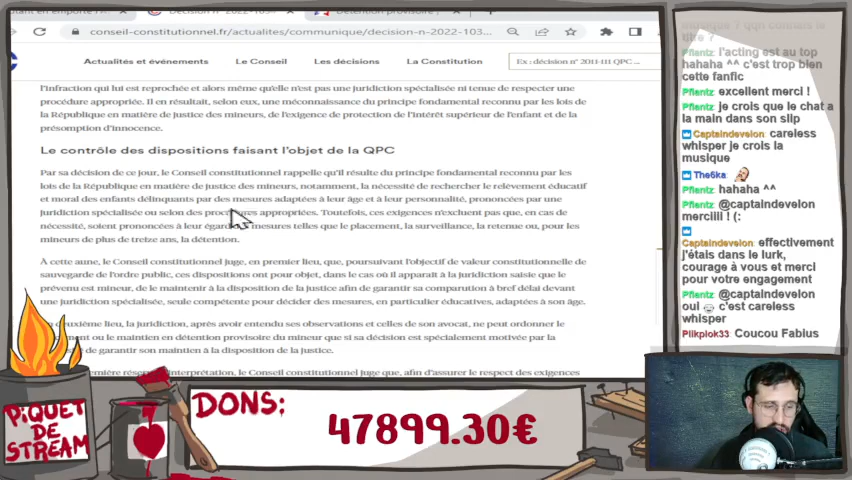 conseil-constitutionnel.fr/actualites/communique/decision-n-2022-103...
Actualités et évènements
Le Conseil
Les décisions
La Constitution
Ex : décision n° 2011-111 QPC ...
l'infraction qui lui est reprochée et alors même qu'elle n'est pas une juridiction spécialisée ni tenue de respecter une
procédure appropriée. Il en résultait, selon eux, une méconnaissance du principe fondamental reconnu par les lois de
la République en matière de justice des mineurs, de l'exigence de protection de l'intérêt supérieur de l'enfant et de la
présomption d'innocence.
Le contrôle des dispositions faisant l'objet de la QPC
Par sa décision de ce jour, le Conseil constitutionnel rappelle qu'il résulte du principe fondamental reconnu par les
lois de la République en matière de justice des mineurs, notamment, la nécessité de rechercher le relèvement éducatif
et moral des enfants délinquants par des mesures adaptées à leur âge et à leur personnalité, prononcées par une
juridiction spécialisée ou selon des procédures appropriées. Toutefois, ces exigences n'excluent pas que, en cas de
nécessité, soient prononcées à leur égard des mesures telles que le placement, la surveillance, la retenue ou, pour les
mineurs de plus de treize ans, la détention.
À cette aune, le Conseil constitutionnel juge, en premier lieu, que, poursuivant l'objectif de valeur constitutionnelle de
sauvegarde de l'ordre public, ces dispositions ont pour objet, dans le cas où il apparaît à la juridiction saisie que le
prévenu est mineur, de le maintenir à la disposition de la justice afin de garantir sa comparution à bref délai devant
une juridiction spécialisée, seule compétente pour décider des mesures, en particulier éducatives, adaptées à son âge.
deuxième lieu, la juridiction, après avoir entendu ses observations et celles de son avocat, ne peut ordonner le
ou le maintien en détention provisoire du mineur que si sa décision est spécialement motivée par la
de garantir son maintien à la disposition de la justice.
interprétation, le Conseil constitutionnel juge que, afin d'assurer le respect des exigences
musique ? qqn connais le
titre ?
Pflantz: l'acting est au top
hahaha ^^ c'est trop bien
cette fanfic
Pflantz: excellent merci !
Pflantz: je crois que le chat a
la main dans son slip
Captaindevelon: careless
whisper je crois la
musique
The6ka
Pflantz: hahaha ^^
Pflantz: @captaindevelon
merciiii ! (:
Captaindevelon: effectivement
j'étais dans le lurk,
courage à vous et merci
pour votre engagement
Pflantz: @captaindevelon
oui c'est careless
whisper
Plikplok33 Coucou Fabius
PiQUET
DE
STREAM
DONS:
47899.30€